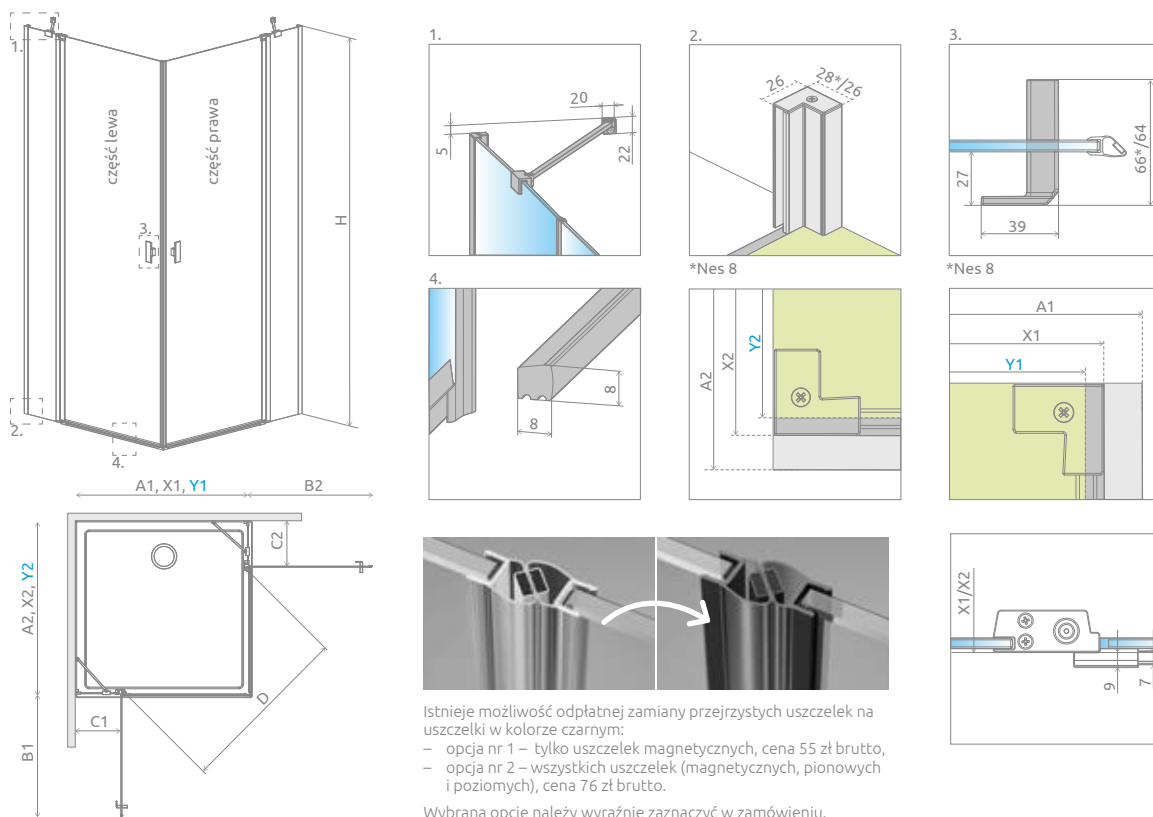 1.
część lewa
część prawa
H
3.
2.
4.
A1, X1, Y1
B2
A2, X2, Y2
C2
C1
D
B1
1.
20
5
22
2.
26
28*/26
*Nes 8
3.
27
39
66*/64
*Nes 8
4.
8
8
A2
X2
Y2
A1
X1
Y1
X1/X2
9
7
Istnieje możliwość odpłatnej zamiany przejrzystych uszczelek na
uszczelki w kolorze czarnym:
– opcja nr 1 – tylko uszczelek magnetycznych, cena 55 zł brutto,
– opcja nr 2 – wszystkich uszczelek (magnetycznych, pionowych
i poziomych), cena 76 zł brutto.
Wybraną opcję należy wyraźnie zaznaczyć w zamówieniu.